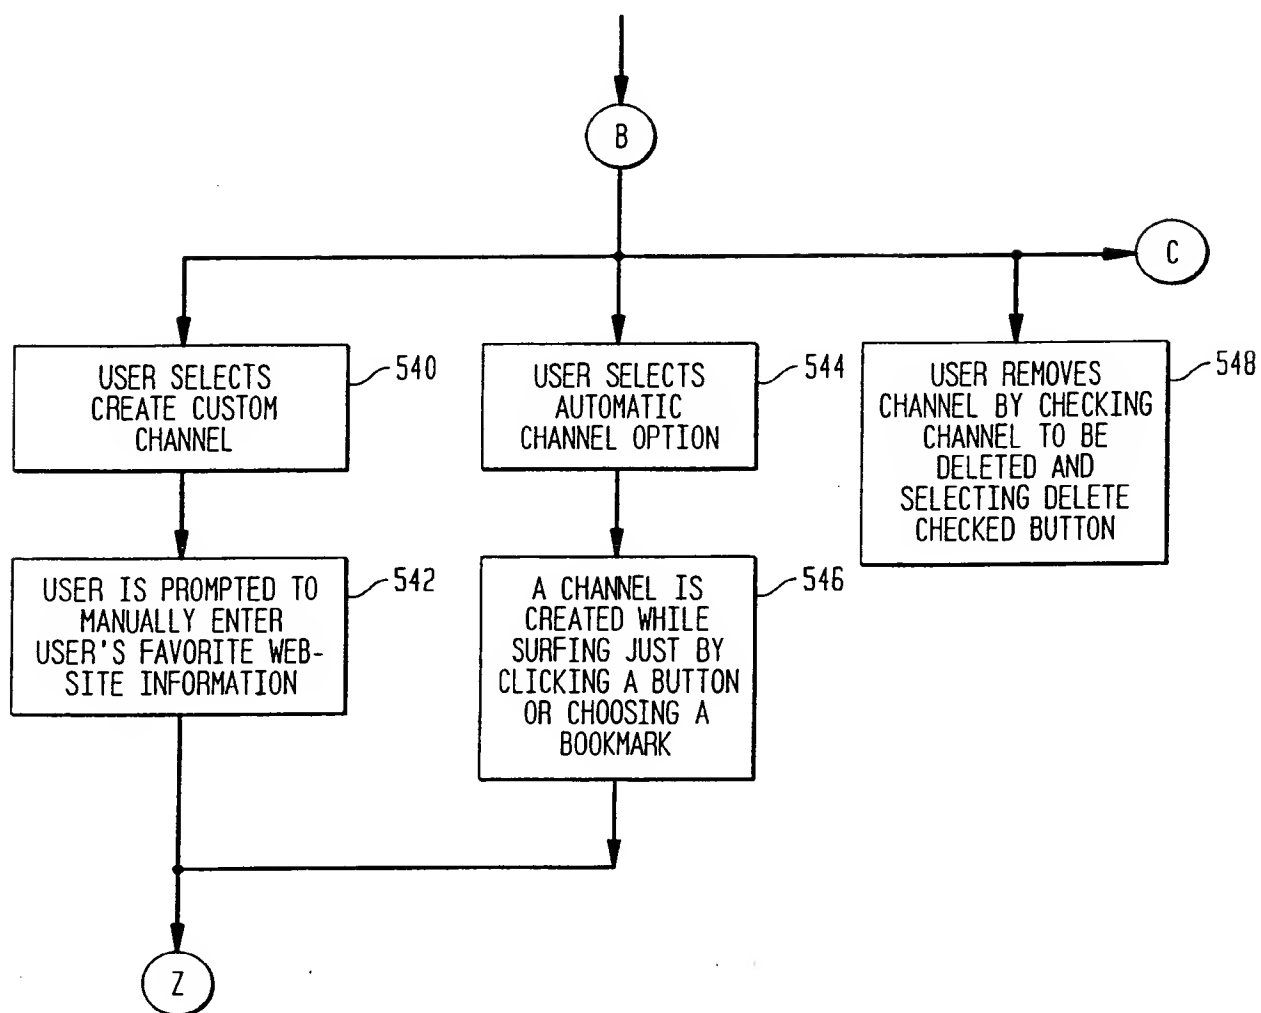 B
C
USER SELECTS
CREATE CUSTOM
CHANNEL
540
USER SELECTS
AUTOMATIC
CHANNEL OPTION
544
USER REMOVES
CHANNEL BY CHECKING
CHANNEL TO BE
DELETED AND
SELECTING DELETE
CHECKED BUTTON
548
USER IS PROMPTED TO
MANUALLY ENTER
USER'S FAVORITE WEB-
SITE INFORMATION
542
A CHANNEL IS
CREATED WHILE
SURFING JUST BY
CLICKING A BUTTON
OR CHOOSING A
BOOKMARK
546
Z